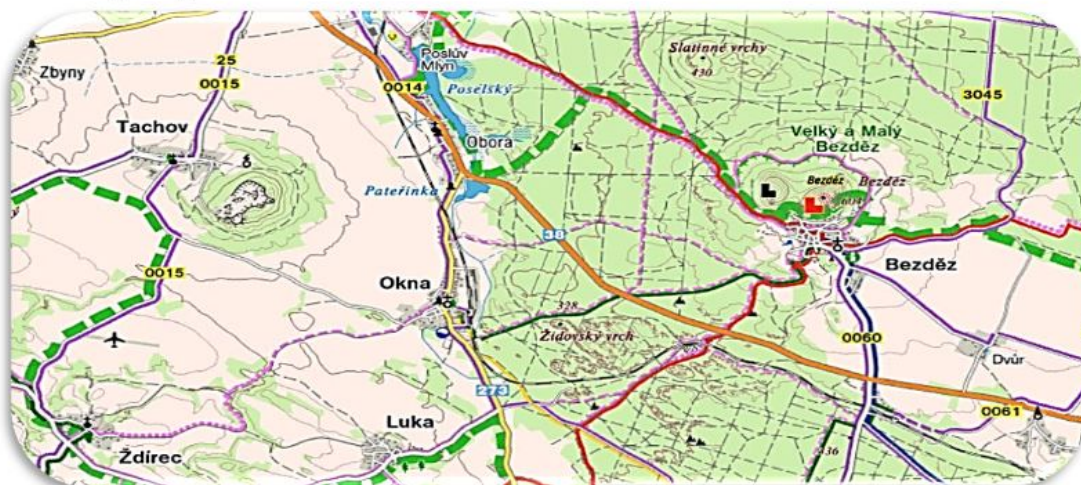 Zbyny
25
0015
Tachov
Poslův
Mlýn
0014
Poselský
Obora
Pateřinka
Slatinné vrchy
430
3045
Velký a Malý
Bezděz
Bezděz
Bezděz
604
Bezděz
38
0015
Okna
328
Židovský vrch
0060
Dvůr
273
0061
Luka
Ždírec
336